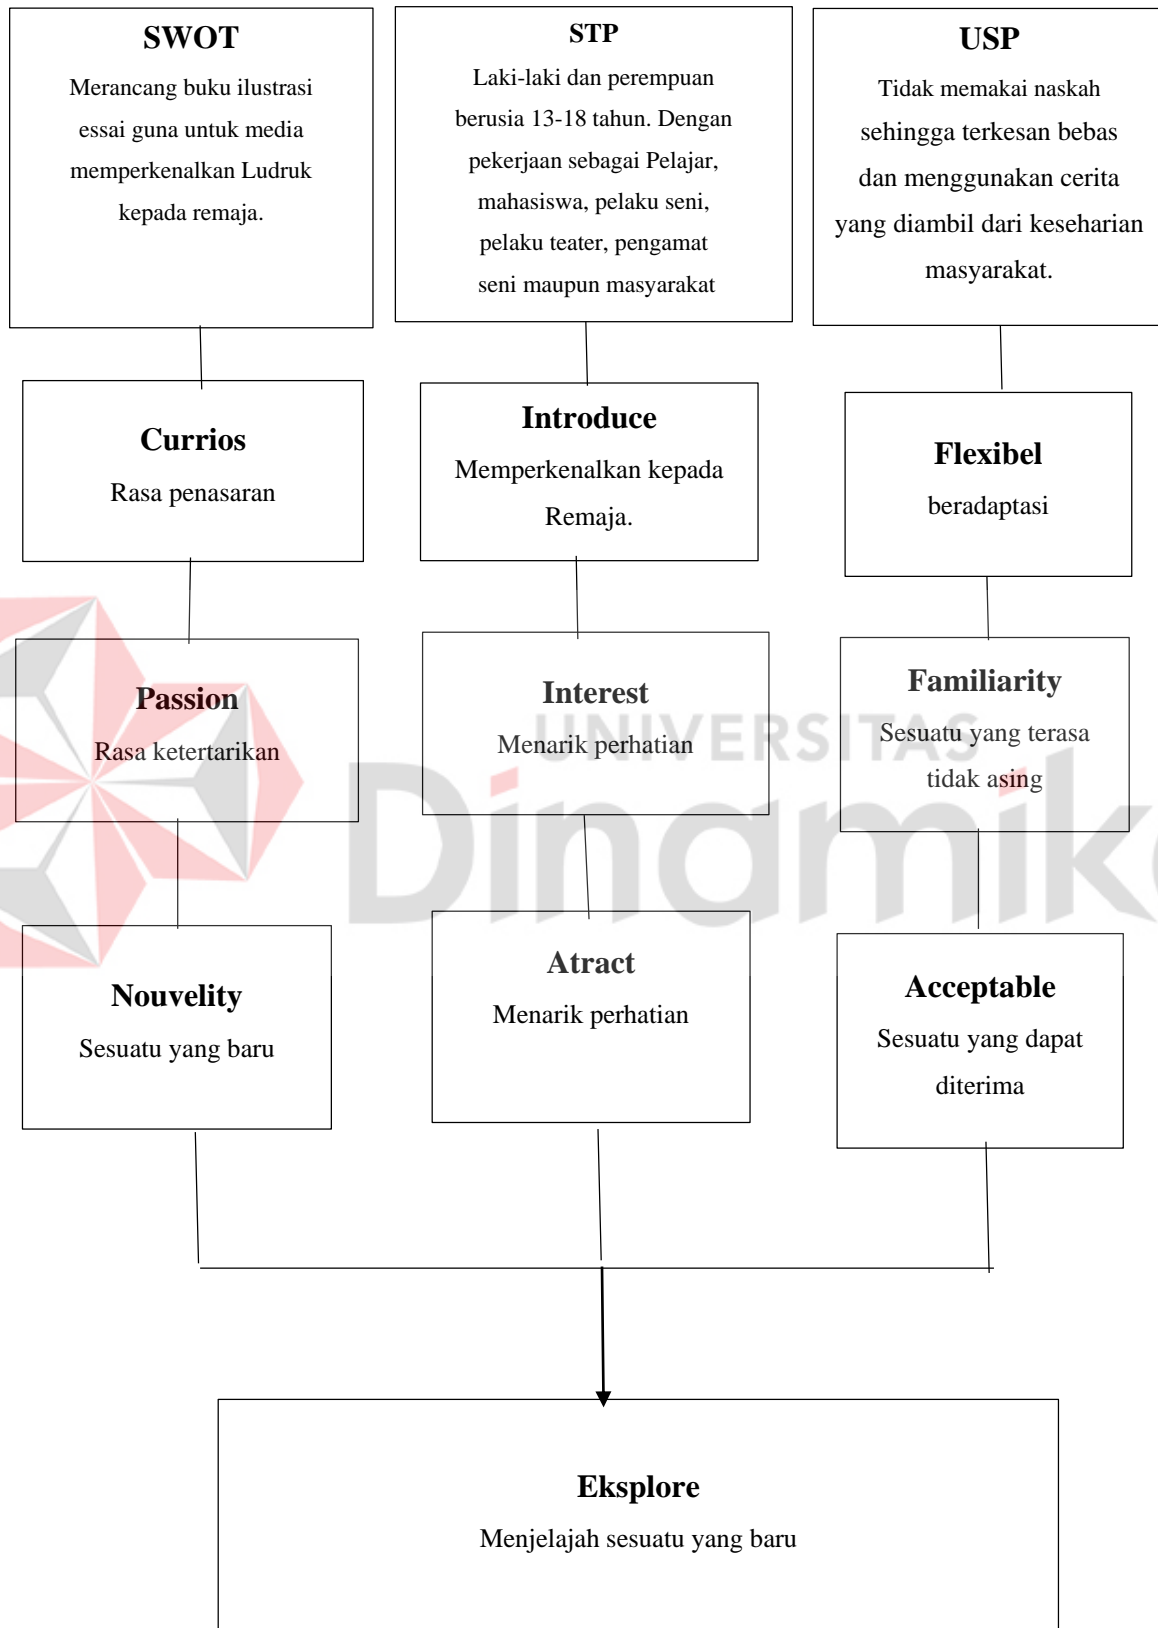 SWOT
Merancang buku ilustrasi
essai guna untuk media
memperkenalkan Ludruk
kepada remaja.
STP
Laki-laki dan perempuan
berusia 13-18 tahun. Dengan
pekerjaan sebagai Pelajar,
mahasiswa, pelaku seni,
pelaku teater, pengamat
seni maupun masyarakat
USP
Tidak memakai naskah
sehingga terkesan bebas
dan menggunakan cerita
yang diambil dari keseharian
masyarakat.
Currios
Rasa penasaran
Introduce
Memperkenalkan kepada
Remaja.
Flexibel
beradaptasi
Passion
Rasa ketertarikan
Interest
Menarik perhatian
Familiarity
Sesuatu yang terasa
tidak asing
UNIVERSITAS
Dinamika
Nouvelity
Sesuatu yang baru
Atract
Menarik perhatian
Acceptable
Sesuatu yang dapat
diterima
Eksplore
Menjelajah sesuatu yang baru